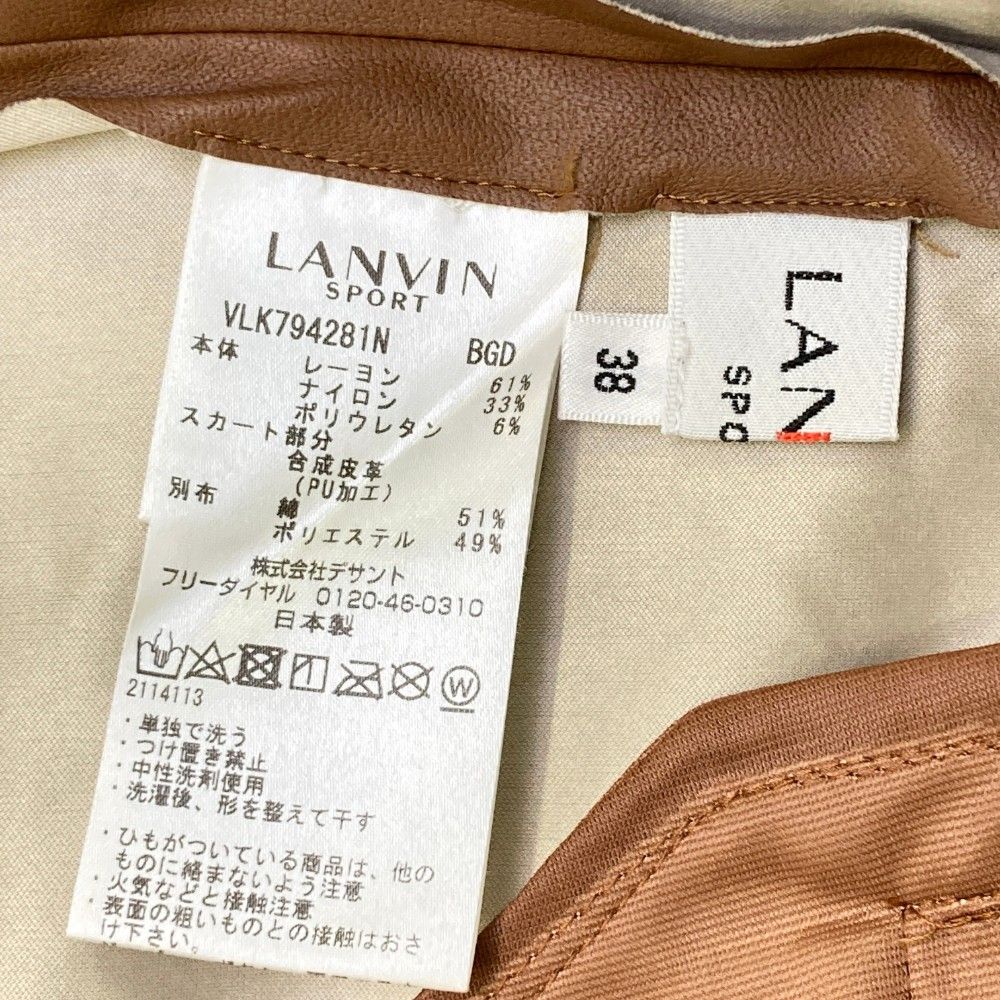 LANVIN
SPORT
VLK794281N BGD
本体 レーヨン 61%
ナイロン 33%
ポリウレタン 6%
スカート部分
合成皮革
(PU加工)
別布 綿 51%
ポリエステル 49%
株式会社デサント
フリーダイヤル 0120-46-0310
日本製
W
2114113
・単独で洗う
・つけ置き禁止
・中性洗剤使用
・洗濯後、形を整えて干す
・ひもがついている商品は、他の
ものに絡まないよう注意
・火気などと接触注意
・表面の粗いものとの接触はおさ
け下さい。
38
LAN
SPO